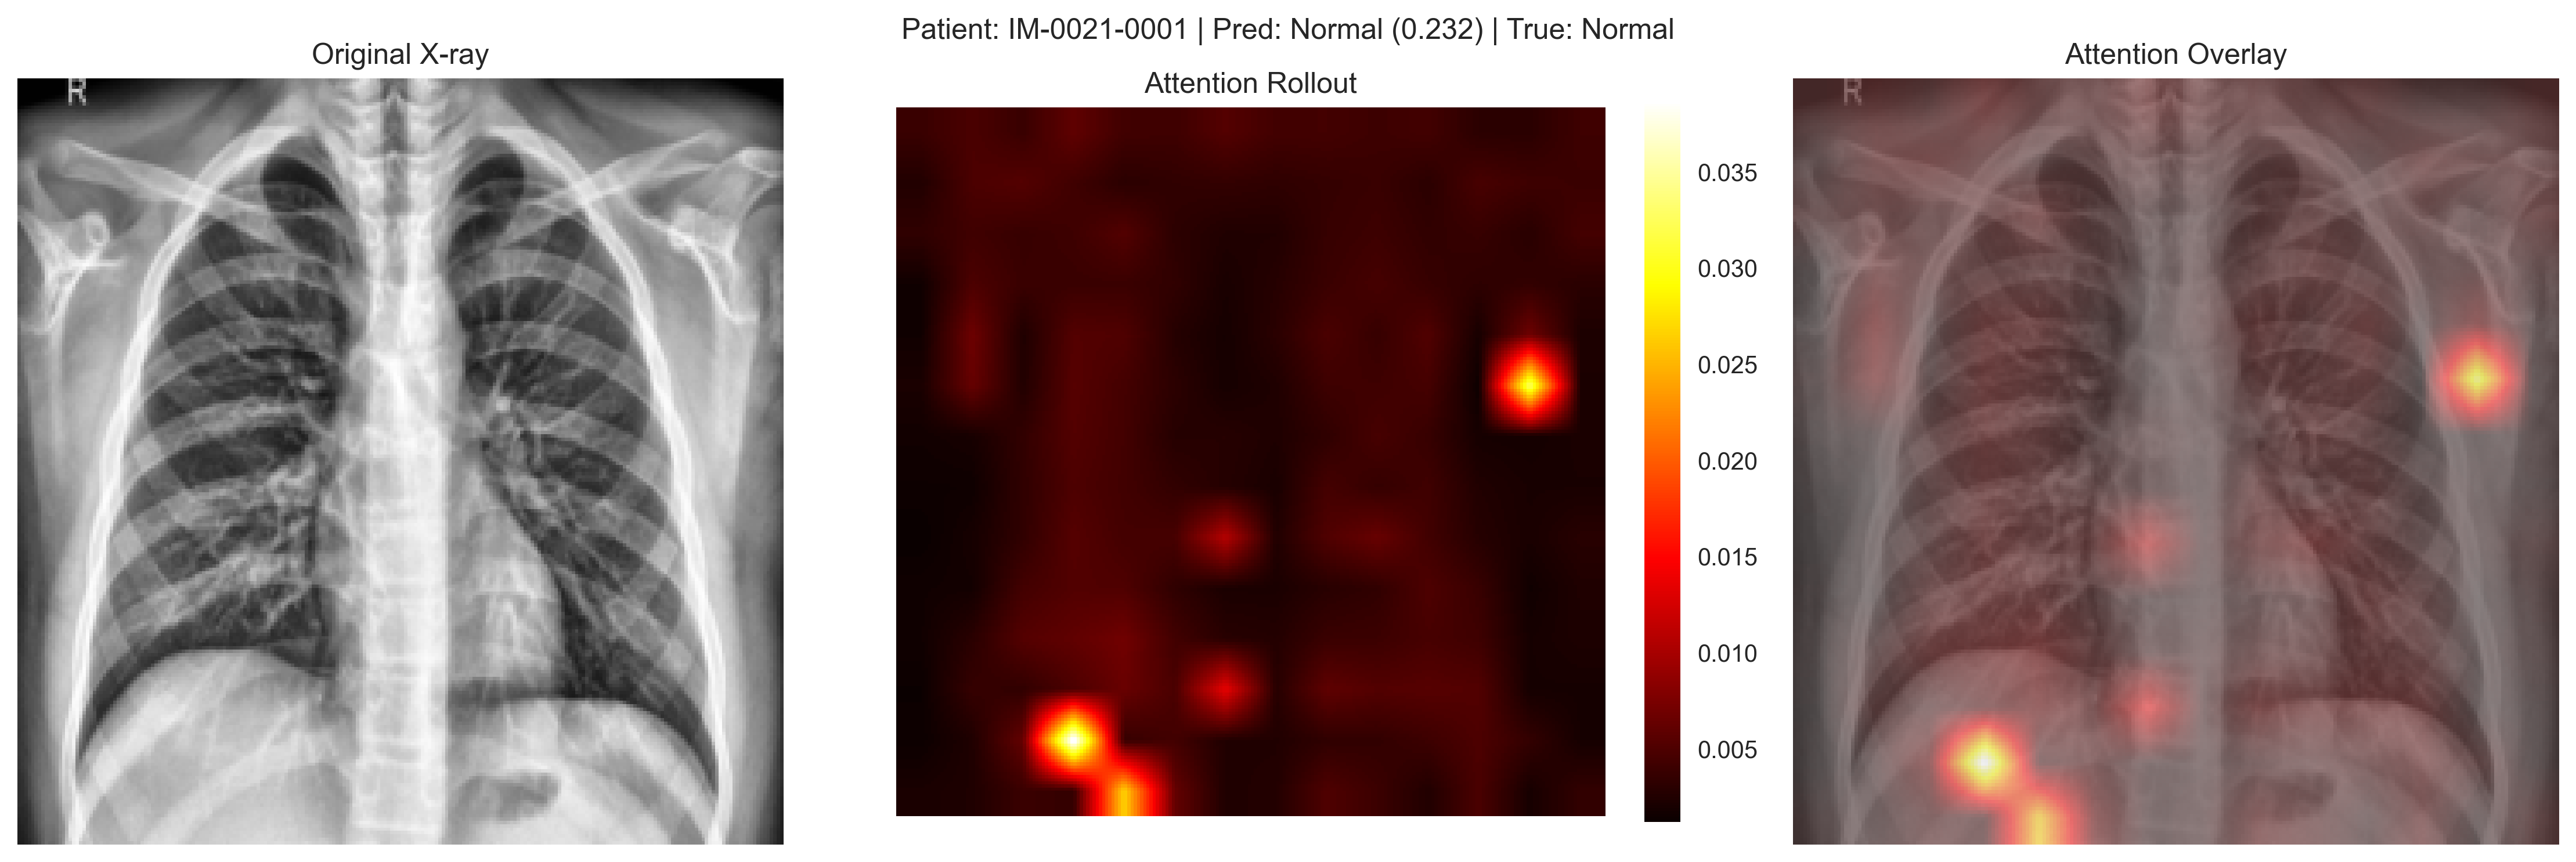 Patient: IM-0021-0001 | Pred: Normal (0.232) | True: Normal
Original X-ray
R
Attention Rollout
0.035
0.030
0.025
0.020
0.015
0.010
0.005
Attention Overlay
R